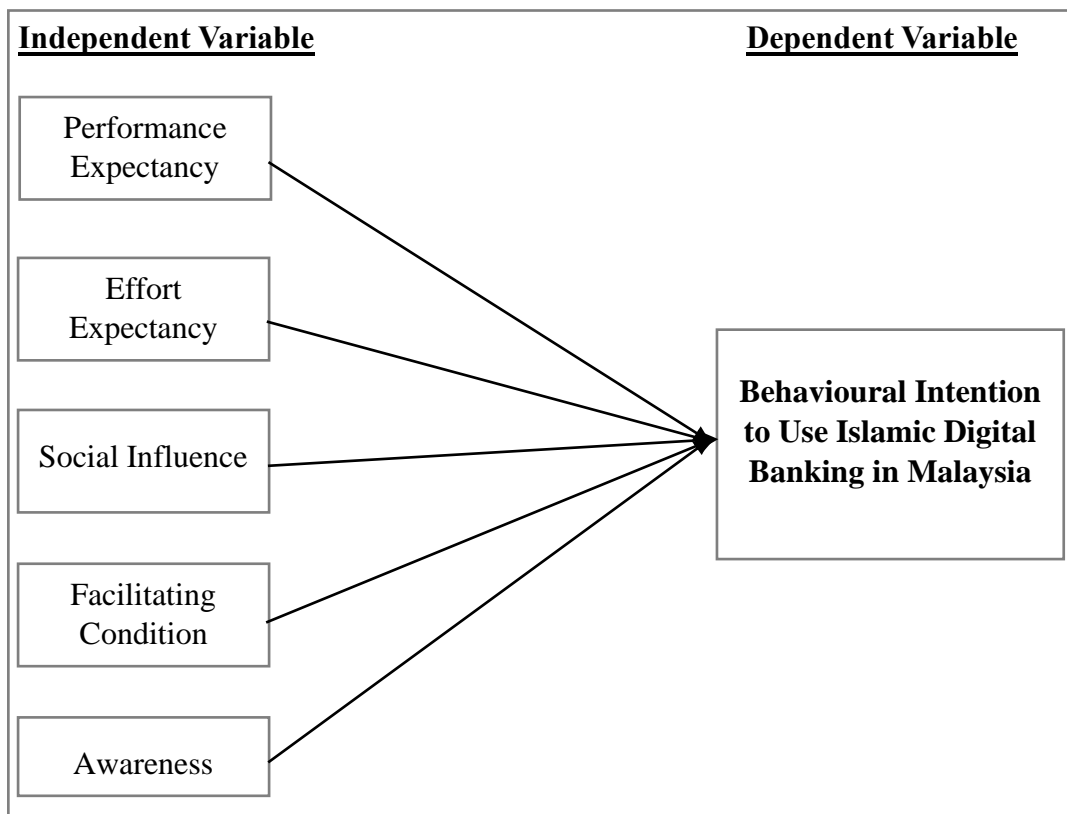 Independent Variable
Dependent Variable
Performance
Expectancy
Effort
Expectancy
Social Influence
Facilitating
Condition
Awareness
Behavioural Intention
to Use Islamic Digital
Banking in Malaysia